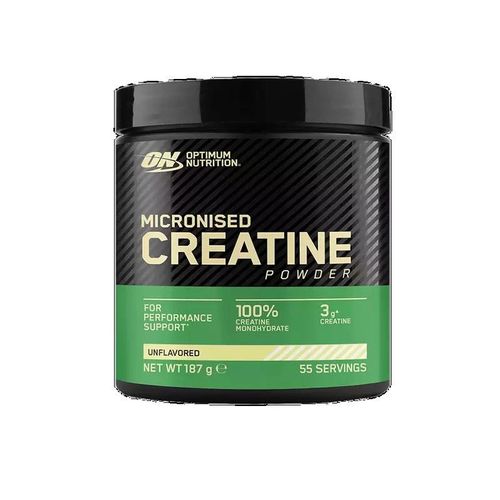 ON OPTIMUM
NUTRITION®
MICRONISED
CREATINE
POWDER
FOR
PERFORMANCE
SUPPORT*
100%
CREATINE
MONOHYDRATE
3g+
CREATINE
UNFLAVORED
NET WT 187 g ℮
55 SERVINGS